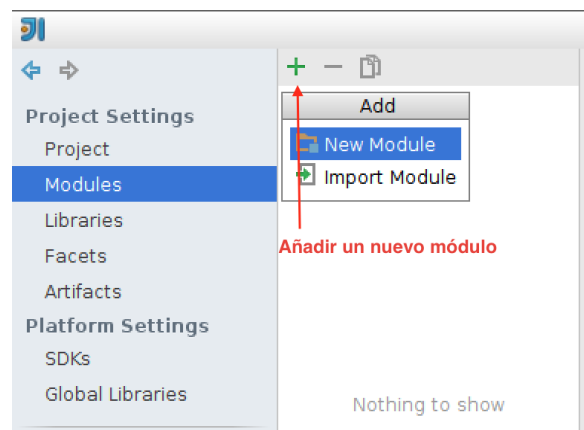 Project Settings
Project
Modules
Libraries
Facets
Artifacts
Platform Settings
SDKs
Global Libraries
Add
New Module
Import Module
Añadir un nuevo módulo
Nothing to show